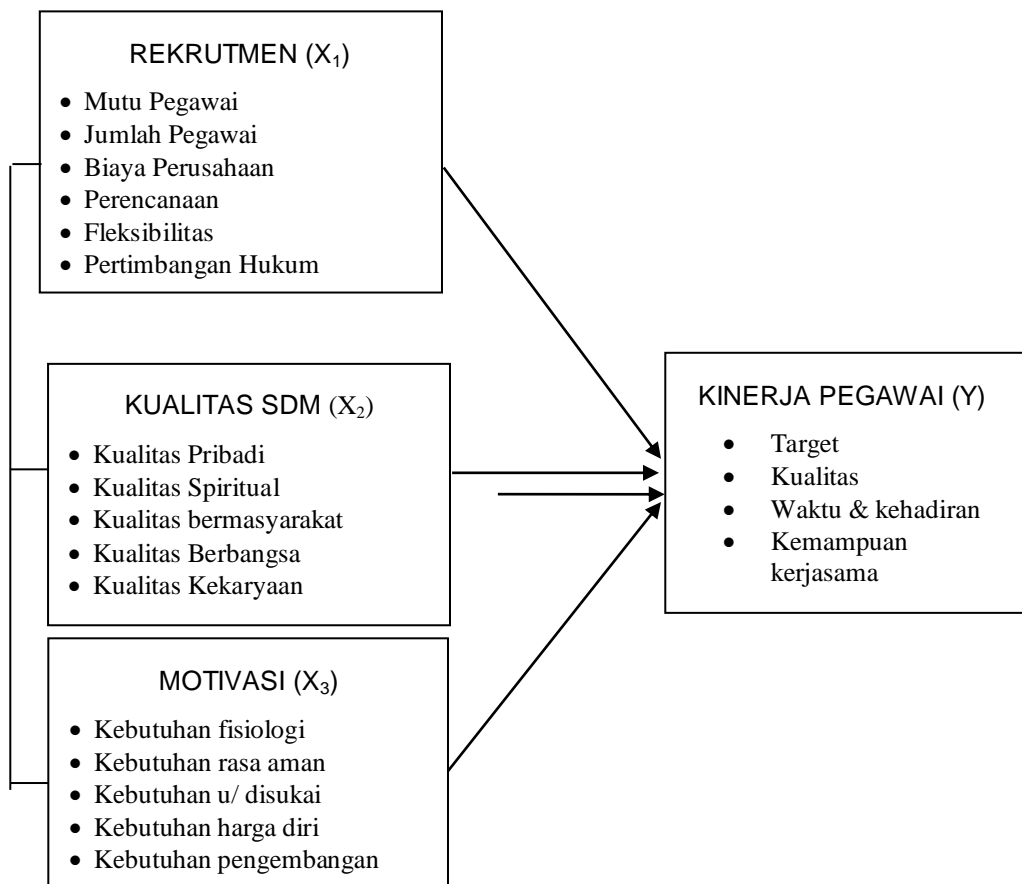 REKRUTMEN (X₁)
• Mutu Pegawai
• Jumlah Pegawai
• Biaya Perusahaan
• Perencanaan
• Fleksibilitas
• Pertimbangan Hukum
KUALITAS SDM (X₂)
• Kualitas Pribadi
• Kualitas Spiritual
• Kualitas bermasyarakat
• Kualitas Berbangsa
• Kualitas Kekaryaan
MOTIVASI (X₃)
• Kebutuhan fisiologi
• Kebutuhan rasa aman
• Kebutuhan u/ disukai
• Kebutuhan harga diri
• Kebutuhan pengembangan
KINERJA PEGAWAI (Y)
• Target
• Kualitas
• Waktu & kehadiran
• Kemampuan
kerjasama